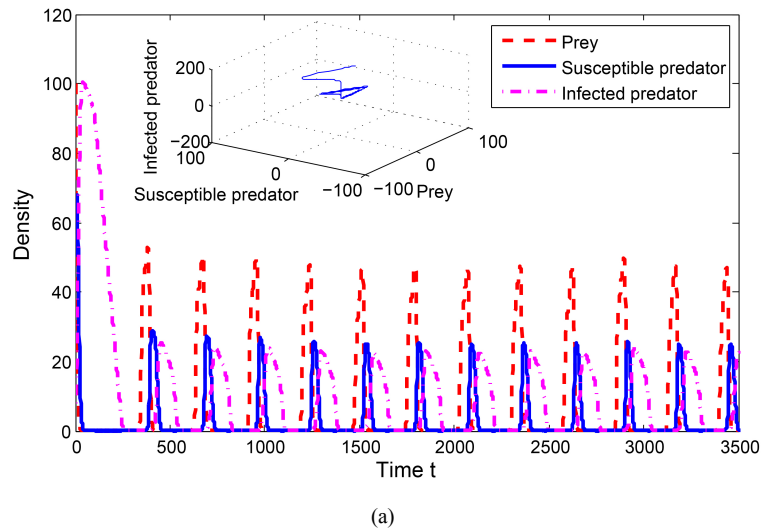 120
100
80
60
40
20
0
Density
0
500
1000
1500
2000
2500
3000
3500
Time t
Prey
Susceptible predator
Infected predator
200
0
−200
Infected predator
100
0
−100
Susceptible predator
−100
0
100
Prey
(a)